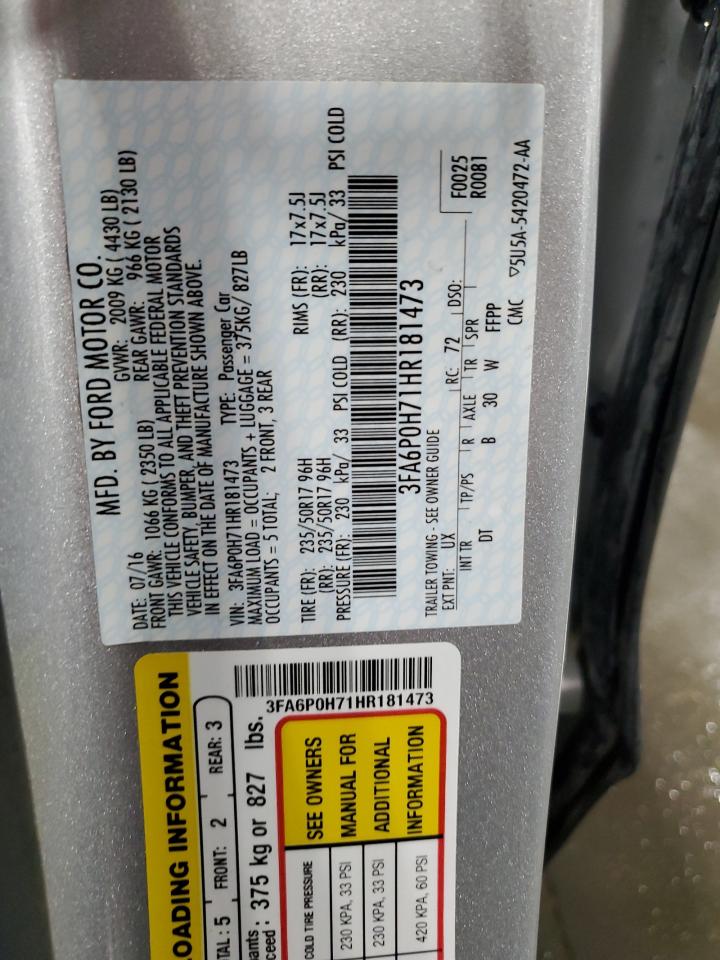 MFD. BY FORD MOTOR CO.
DATE: 07/16 GVWR: 2009 KG ( 4430 LB)
FRONT GAWR: 1066 KG ( 2350 LB) REAR GAWR: 966 KG ( 2130 LB)
THIS VEHICLE CONFORMS TO ALL APPLICABLE FEDERAL MOTOR
VEHICLE SAFETY, BUMPER, AND THEFT PREVENTION STANDARDS
IN EFFECT ON THE DATE OF MANUFACTURE SHOWN ABOVE.
VIN: 3FA6P0H71HR181473 TYPE: Passenger Car
MAXIMUM LOAD = OCCUPANTS + LUGGAGE = 375KG/ 827LB
OCCUPANTS = 5 TOTAL; 2 FRONT, 3 REAR
TIRE (FR): 235/50R17 96H RIMS (FR): 17x7.5J
(RR): 235/50R17 96H (RR): 17x7.5J
PRESSURE (FR): 230 kPa/ 33 PSI COLD (RR): 230 kPa/ 33 PSI COLD
3FA6P0H71HR181473
TRAILER TOWING - SEE OWNER GUIDE
EXT PNT: UX RC: 72 DSO: F0025
R0081
INT TR TP/PS R AXLE TR SPR
DT B 30 W FFPP
CMC ▽5U5A-5420472-AA
OADING INFORMATION
TAL: 5 FRONT: 2 REAR: 3
pants
ceed : 375 kg or 827 lbs.
3FA6P0H71HR181473
COLD TIRE PRESSURE SEE OWNERS
230 KPA, 33 PSI MANUAL FOR
230 KPA, 33 PSI ADDITIONAL
420 KPA, 60 PSI INFORMATION